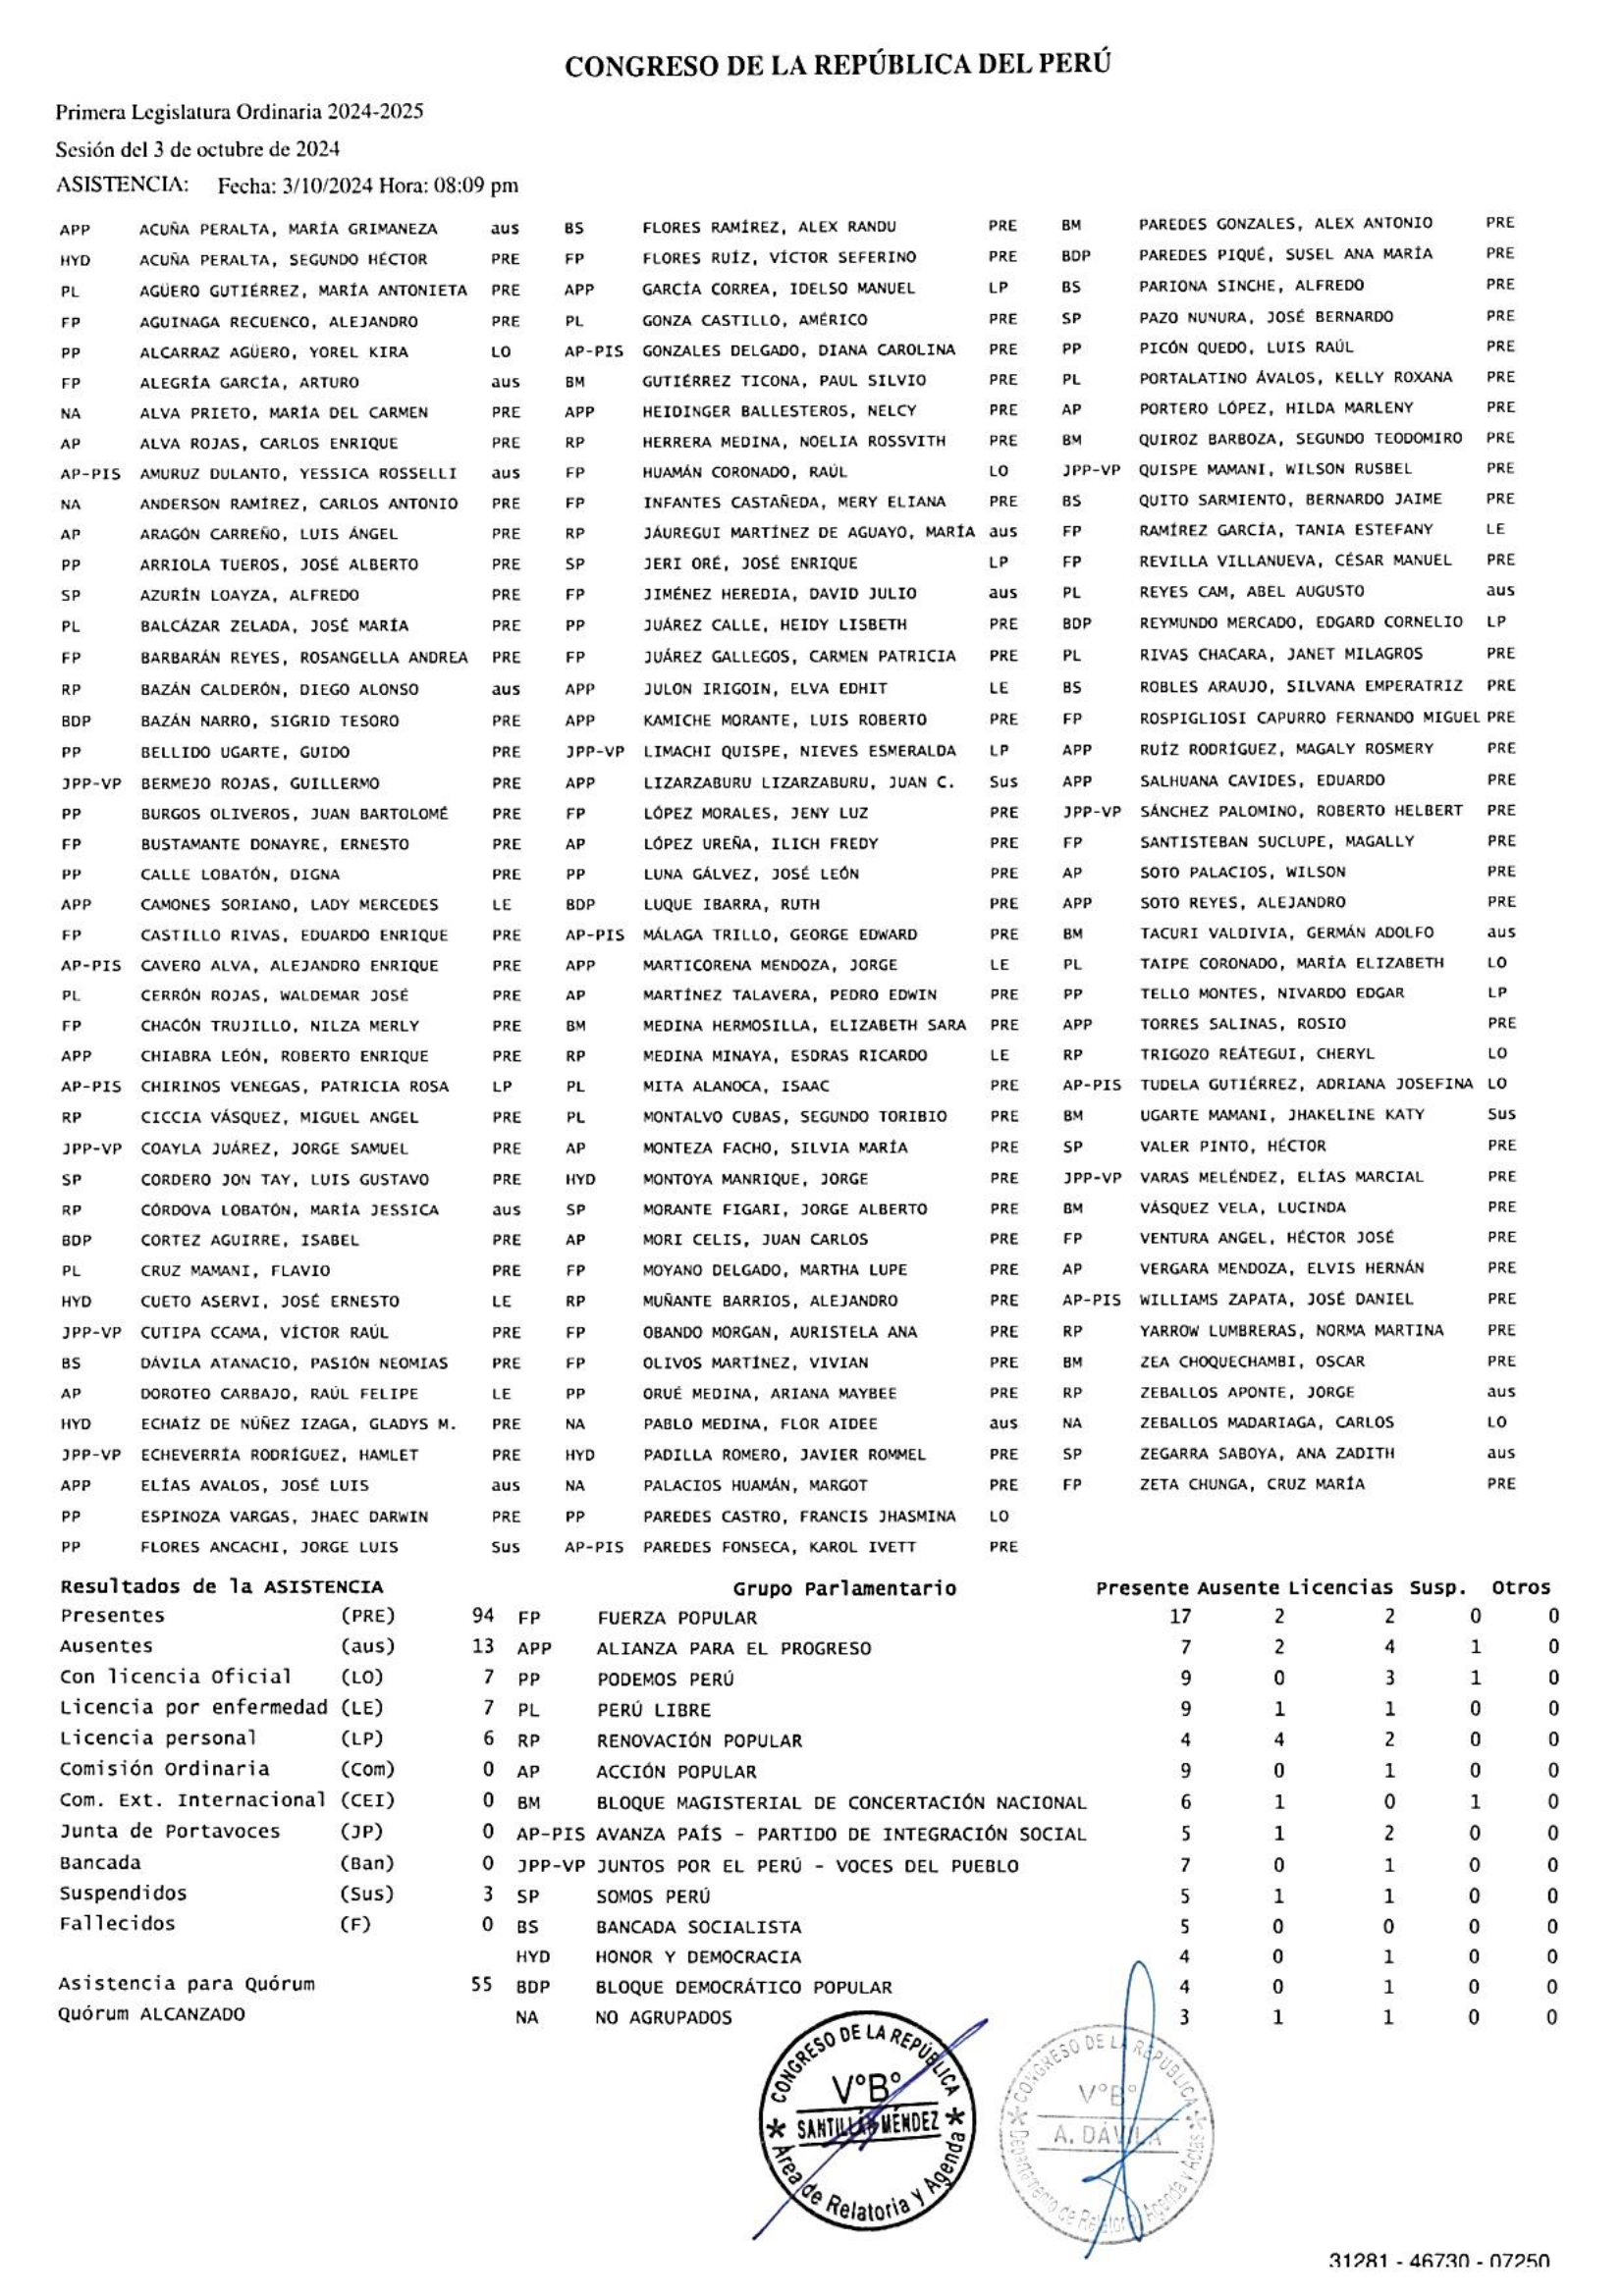 CONGRESO DE LA REPÚBLICA DEL PERÚ
Primera Legislatura Ordinaria 2024-2025
Sesión del 3 de octubre de 2024
ASISTENCIA: Fecha: 3/10/2024 Hora: 08:09 pm
APP ACUÑA PERALTA, MARÍA GRIMANEZA aus BS FLORES RAMÍREZ, ALEX RANDU PRE BM PAREDES GONZALES, ALEX ANTONIO PRE
HYD ACUÑA PERALTA, SEGUNDO HÉCTOR PRE FP FLORES RUÍZ, VÍCTOR SEFERINO PRE BDP PAREDES PIQUÉ, SUSEL ANA MARÍA PRE
PL AGÜERO GUTIÉRREZ, MARÍA ANTONIETA PRE APP GARCÍA CORREA, IDELSO MANUEL LP BS PARIONA SINCHE, ALFREDO PRE
FP AGUINAGA RECUENCO, ALEJANDRO PRE PL GONZA CASTILLO, AMÉRICO PRE SP PAZO NUNURA, JOSÉ BERNARDO PRE
PP ALCARRAZ AGÜERO, YOREL KIRA LO AP-PIS GONZALES DELGADO, DIANA CAROLINA PRE PP PICÓN QUEDO, LUIS RAÚL PRE
FP ALEGRÍA GARCÍA, ARTURO aus BM GUTIÉRREZ TICONA, PAUL SILVIO PRE PL PORTALATINO ÁVALOS, KELLY ROXANA PRE
NA ALVA PRIETO, MARÍA DEL CARMEN PRE APP HEIDINGER BALLESTEROS, NELCY PRE AP PORTERO LÓPEZ, HILDA MARLENY PRE
AP ALVA ROJAS, CARLOS ENRIQUE PRE RP HERRERA MEDINA, NOELIA ROSSVITH PRE BM QUIROZ BARBOZA, SEGUNDO TEODOMIRO PRE
AP-PIS AMURUZ DULANTO, YESSICA ROSSELLI aus FP HUAMÁN CORONADO, RAÚL LO JPP-VP QUISPE MAMANI, WILSON RUSBEL PRE
NA ANDERSON RAMÍREZ, CARLOS ANTONIO PRE FP INFANTES CASTAÑEDA, MERY ELIANA PRE BS QUITO SARMIENTO, BERNARDO JAIME PRE
AP ARAGÓN CARREÑO, LUIS ÁNGEL PRE RP JÁUREGUI MARTÍNEZ DE AGUAYO, MARÍA aus FP RAMÍREZ GARCÍA, TANIA ESTEFANY LE
PP ARRIOLA TUEROS, JOSÉ ALBERTO PRE SP JERI ORÉ, JOSÉ ENRIQUE LP FP REVILLA VILLANUEVA, CÉSAR MANUEL PRE
SP AZURÍN LOAYZA, ALFREDO PRE FP JIMÉNEZ HEREDIA, DAVID JULIO aus PL REYES CAM, ABEL AUGUSTO aus
PL BALCÁZAR ZELADA, JOSÉ MARÍA PRE PP JUÁREZ CALLE, HEIDY LISBETH PRE BDP REYMUNDO MERCADO, EDGARD CORNELIO LP
FP BARBARÁN REYES, ROSANGELLA ANDREA PRE FP JUÁREZ GALLEGOS, CARMEN PATRICIA PRE PL RIVAS CHACARA, JANET MILAGROS PRE
RP BAZÁN CALDERÓN, DIEGO ALONSO aus APP JULON IRIGOIN, ELVA EDHIT LE BS ROBLES ARAUJO, SILVANA EMPERATRIZ PRE
BDP BAZÁN NARRO, SIGRID TESORO PRE APP KAMICHE MORANTE, LUIS ROBERTO PRE FP ROSPIGLIOSI CAPURRO FERNANDO MIGUEL PRE
PP BELLIDO UGARTE, GUIDO PRE JPP-VP LIMACHI QUISPE, NIEVES ESMERALDA LP APP RUÍZ RODRÍGUEZ, MAGALY ROSMERY PRE
JPP-VP BERMEJO ROJAS, GUILLERMO PRE APP LIZARZABURU LIZARZABURU, JUAN C. Sus APP SALHUANA CAVIDES, EDUARDO PRE
PP BURGOS OLIVEROS, JUAN BARTOLOMÉ PRE FP LÓPEZ MORALES, JENY LUZ PRE JPP-VP SÁNCHEZ PALOMINO, ROBERTO HELBERT PRE
FP BUSTAMANTE DONAYRE, ERNESTO PRE AP LÓPEZ UREÑA, ILICH FREDY PRE FP SANTISTEBAN SUCLUPE, MAGALLY PRE
PP CALLE LOBATÓN, DIGNA PRE PP LUNA GÁLVEZ, JOSÉ LEÓN PRE AP SOTO PALACIOS, WILSON PRE
APP CAMONES SORIANO, LADY MERCEDES LE BDP LUQUE IBARRA, RUTH PRE APP SOTO REYES, ALEJANDRO PRE
FP CASTILLO RIVAS, EDUARDO ENRIQUE PRE AP-PIS MÁLAGA TRILLO, GEORGE EDWARD PRE BM TACURI VALDIVIA, GERMÁN ADOLFO aus
AP-PIS CAVERO ALVA, ALEJANDRO ENRIQUE PRE APP MARTICORENA MENDOZA, JORGE LE PL TAIPE CORONADO, MARÍA ELIZABETH LO
PL CERRÓN ROJAS, WALDEMAR JOSÉ PRE AP MARTÍNEZ TALAVERA, PEDRO EDWIN PRE PP TELLO MONTES, NIVARDO EDGAR LP
FP CHACÓN TRUJILLO, NILZA MERLY PRE BM MEDINA HERMOSILLA, ELIZABETH SARA PRE APP TORRES SALINAS, ROSIO PRE
APP CHIABRA LEÓN, ROBERTO ENRIQUE PRE RP MEDINA MINAYA, ESDRAS RICARDO LE RP TRIGOZO REÁTEGUI, CHERYL LO
AP-PIS CHIRINOS VENEGAS, PATRICIA ROSA LP PL MITA ALANOCA, ISAAC PRE AP-PIS TUDELA GUTIÉRREZ, ADRIANA JOSEFINA LO
RP CICCIA VÁSQUEZ, MIGUEL ANGEL PRE PL MONTALVO CUBAS, SEGUNDO TORIBIO PRE BM UGARTE MAMANI, JHAKELINE KATY Sus
JPP-VP COAYLA JUÁREZ, JORGE SAMUEL PRE AP MONTEZA FACHO, SILVIA MARÍA PRE SP VALER PINTO, HÉCTOR PRE
SP CORDERO JON TAY, LUIS GUSTAVO PRE HYD MONTOYA MANRIQUE, JORGE PRE JPP-VP VARAS MELÉNDEZ, ELÍAS MARCIAL PRE
RP CÓRDOVA LOBATÓN, MARÍA JESSICA aus SP MORANTE FIGARI, JORGE ALBERTO PRE BM VÁSQUEZ VELA, LUCINDA PRE
BDP CORTEZ AGUIRRE, ISABEL PRE AP MORI CELIS, JUAN CARLOS PRE FP VENTURA ANGEL, HÉCTOR JOSÉ PRE
PL CRUZ MAMANI, FLAVIO PRE FP MOYANO DELGADO, MARTHA LUPE PRE AP VERGARA MENDOZA, ELVIS HERNÁN PRE
HYD CUETO ASERVI, JOSÉ ERNESTO LE RP MUÑANTE BARRIOS, ALEJANDRO PRE AP-PIS WILLIAMS ZAPATA, JOSÉ DANIEL PRE
JPP-VP CUTIPA CCAMA, VÍCTOR RAÚL PRE FP OBANDO MORGAN, AURISTELA ANA PRE RP YARROW LUMBRERAS, NORMA MARTINA PRE
BS DÁVILA ATANACIO, PASIÓN NEOMIAS PRE FP OLIVOS MARTÍNEZ, VIVIAN PRE BM ZEA CHOQUECHAMBI, OSCAR PRE
AP DOROTEO CARBAJO, RAÚL FELIPE LE PP ORUÉ MEDINA, ARIANA MAYBEE PRE RP ZEBALLOS APONTE, JORGE aus
HYD ECHAÍZ DE NÚÑEZ IZAGA, GLADYS M. PRE NA PABLO MEDINA, FLOR AIDEE aus NA ZEBALLOS MADARIAGA, CARLOS LO
JPP-VP ECHEVERRÍA RODRÍGUEZ, HAMLET PRE HYD PADILLA ROMERO, JAVIER ROMMEL PRE SP ZEGARRA SABOYA, ANA ZADITH aus
APP ELÍAS AVALOS, JOSÉ LUIS aus NA PALACIOS HUAMÁN, MARGOT PRE FP ZETA CHUNGA, CRUZ MARÍA PRE
PP ESPINOZA VARGAS, JHAEC DARWIN PRE PP PAREDES CASTRO, FRANCIS JHASMINA LO
PP FLORES ANCACHI, JORGE LUIS Sus AP-PIS PAREDES FONSECA, KAROL IVETT PRE
Resultados de la ASISTENCIA Grupo Parlamentario Presente Ausente Licencias Susp. Otros
Presentes (PRE) 94 FP FUERZA POPULAR 17 2 2 0 0
Ausentes (aus) 13 APP ALIANZA PARA EL PROGRESO 7 2 4 1 0
Con licencia Oficial (LO) 7 PP PODEMOS PERÚ 9 0 3 1 0
Licencia por enfermedad (LE) 7 PL PERÚ LIBRE 9 1 1 0 0
Licencia personal (LP) 6 RP RENOVACIÓN POPULAR 4 4 2 0 0
Comisión Ordinaria (Com) 0 AP ACCIÓN POPULAR 9 0 1 0 0
Com. Ext. Internacional (CEI) 0 BM BLOQUE MAGISTERIAL DE CONCERTACIÓN NACIONAL 6 1 0 1 0
Junta de Portavoces (JP) 0 AP-PIS AVANZA PAÍS - PARTIDO DE INTEGRACIÓN SOCIAL 5 1 2 0 0
Bancada (Ban) 0 JPP-VP JUNTOS POR EL PERÚ - VOCES DEL PUEBLO 7 0 1 0 0
Suspendidos (Sus) 3 SP SOMOS PERÚ 5 1 1 0 0
Fallecidos (F) 0 BS BANCADA SOCIALISTA 5 0 0 0 0
HYD HONOR Y DEMOCRACIA 4 0 1 0 0
Asistencia para Quórum 55 BDP BLOQUE DEMOCRÁTICO POPULAR 4 0 1 0 0
Quórum ALCANZADO NA NO AGRUPADOS 3 1 1 0 0
CONGRESO DE LA REPÚBLICA
V°B°
SANTILLÁN MÉNDEZ
Área de Relatoria y Agenda
CONGRESO DE LA REPÚBLICA
V°B°
A. DÁVILA
Departamento de Relatoría, Agenda y Actas
31281 - 46730 - 07250